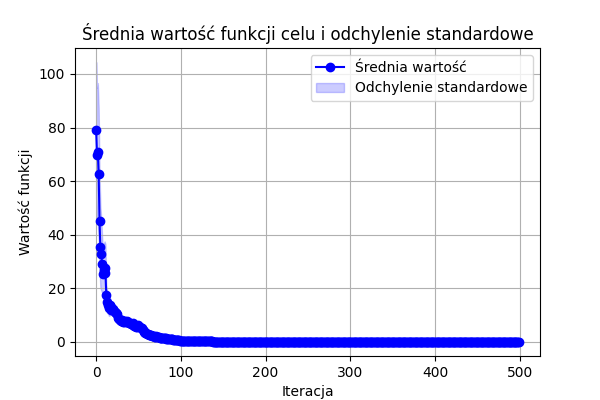 Średnia wartość funkcji celu i odchylenie standardowe
Średnia wartość
Odchylenie standardowe
Wartość funkcji
100
80
60
40
20
0
0 100 200 300 400 500
Iteracja